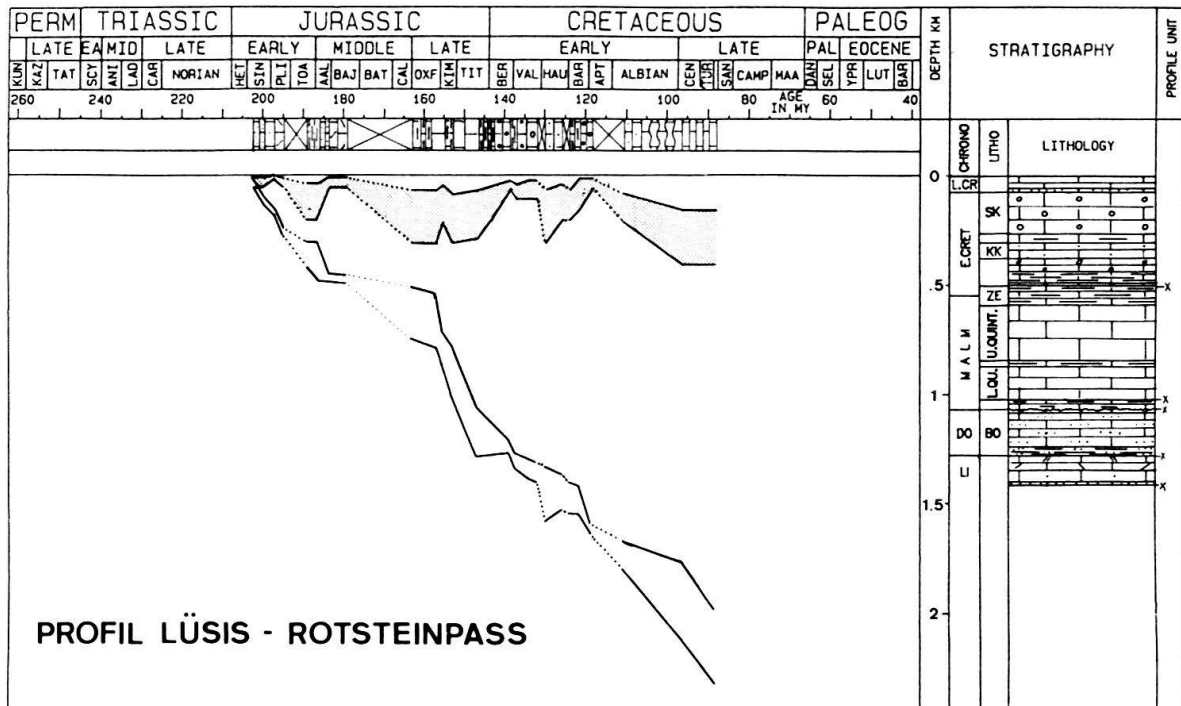 PERM TRIASSIC JURASSIC CRETACEOUS PALEOG
LATE EA MID LATE EARLY MIDDLE LATE EARLY LATE PAL EOCENE
KUN KAZ TAT SCY ANI LAD CAR NORIAN HET SIN PLI TOA AAL BAJ BAT CAL OXF KIM TIT BER VAL HAU BAR APT ALBIAN CEN TUR SAN CAMP MAA DAN SEL YPR LUT BAR
260 240 220 200 180 160 140 120 100 80 AGE IN MY 60 40
DEPTH KM
STRATIGRAPHY
PROFILE UNIT
CHRONO LITHO LITHOLOGY
0
.5
1
1.5
2
L.CR
E.CRET
MALM
DO
LI
SK
KK
ZE
U.QUINT.
L.QU.
BO
x
x
x
x
x
PROFIL LÜSIS - ROTSTEINPASS